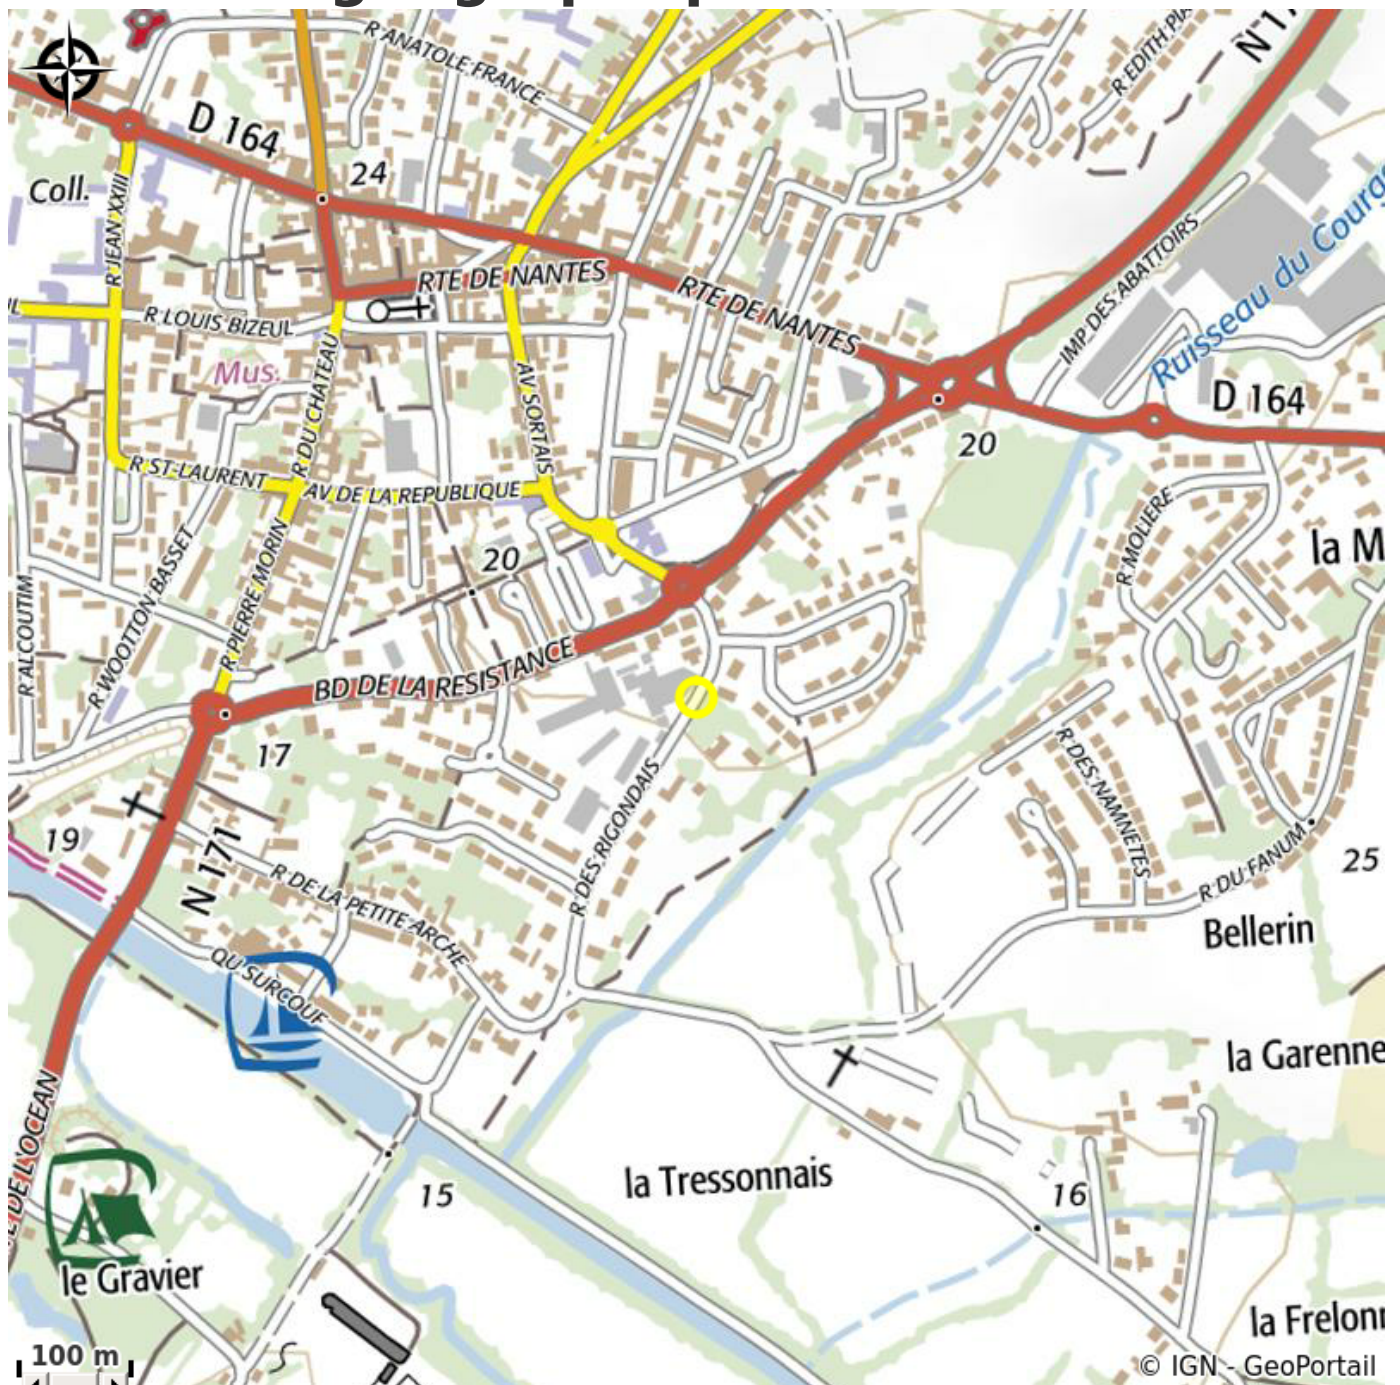 R ANATOLE FRANCE
R EDITH PIA
N 17
D 164
24
Coll.
R JEAN XXIII
Ruisseau du Courge
IMP DES ABATTOIRS
RTE DE NANTES
RTE DE NANTES
R LOUIS BIZEUL
Mus.
R DU CHATEAU
AV SORTAIS
D 164
20
R ST-LAURENT
AV DE LA REPUBLIQUE
R MOLIERE
la M
20
R ALCOUTIM
R WOOTTON BASSET
R PIERRE MORIN
BD DE LA RESISTANCE
17
R DES RIGONDAIS
R DES NAMNETES
19
N 171
R DE LA PETITE ARCHE
R DU FANUM
25
Bellerin
QU SURCOUF
la Garenne
DE L'OCEAN
15
la Tressonnais
16
le Gravier
la Frelonn
100 m
© IGN - GeoPortail